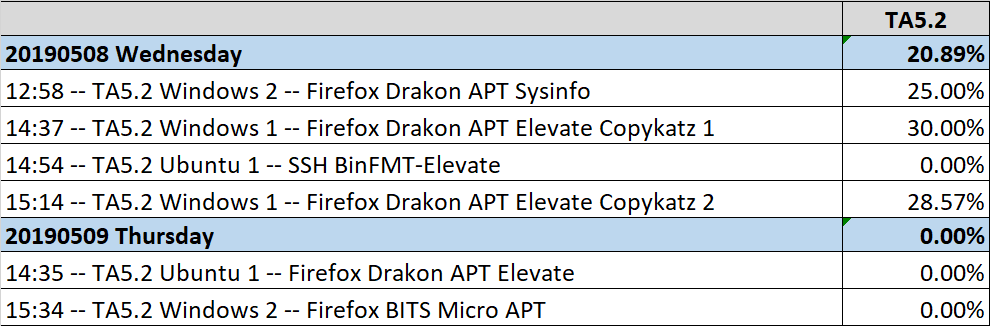 TA5.2
20190508 Wednesday 20.89%
12:58 -- TA5.2 Windows 2 -- Firefox Drakon APT Sysinfo 25.00%
14:37 -- TA5.2 Windows 1 -- Firefox Drakon APT Elevate Copykatz 1 30.00%
14:54 -- TA5.2 Ubuntu 1 -- SSH BinFMT-Elevate 0.00%
15:14 -- TA5.2 Windows 1 -- Firefox Drakon APT Elevate Copykatz 2 28.57%
20190509 Thursday 0.00%
14:35 -- TA5.2 Ubuntu 1 -- Firefox Drakon APT Elevate 0.00%
15:34 -- TA5.2 Windows 2 -- Firefox BITS Micro APT 0.00%